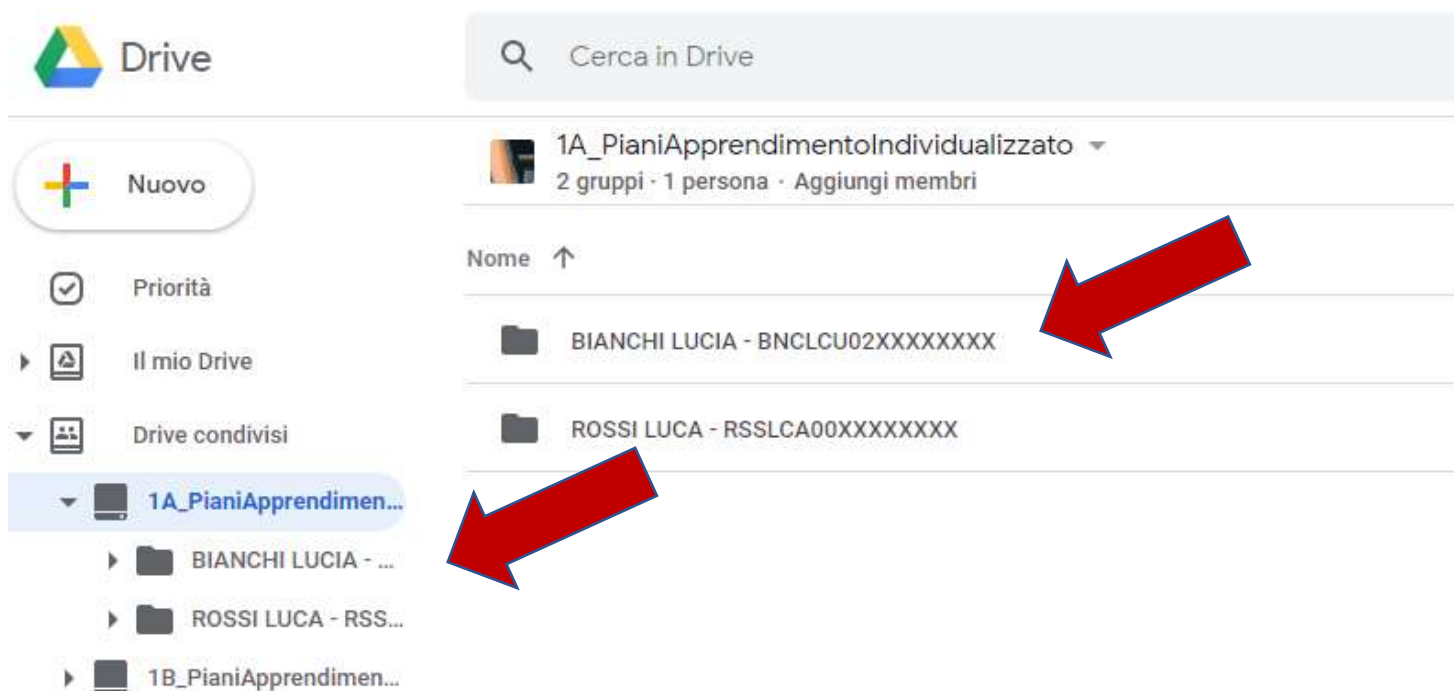 Drive
Cerca in Drive
Nuovo
Priorità
Il mio Drive
Drive condivisi
1A_PianiApprendimen...
BIANCHI LUCIA - ...
ROSSI LUCA - RSS...
1B_PianiApprendimen...
1A_PianiApprendimentoIndividualizzato
2 gruppi · 1 persona · Aggiungi membri
Nome
BIANCHI LUCIA - BNCLCU02XXXXXXXX
ROSSI LUCA - RSSLCA00XXXXXXXX